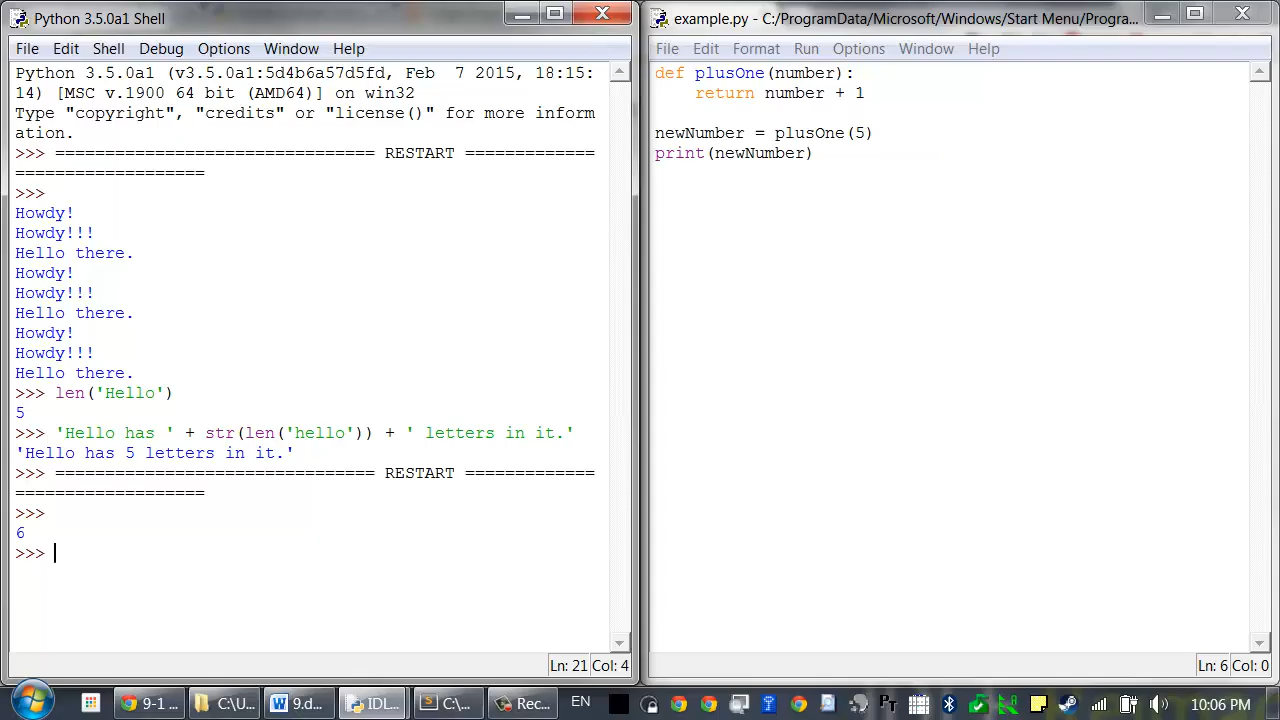 Python 3.5.0a1 Shell
File Edit Shell Debug Options Window Help
Python 3.5.0a1 (v3.5.0a1:5d4b6a57d5fd, Feb  7 2015, 18:15:
14) [MSC v.1900 64 bit (AMD64)] on win32
Type "copyright", "credits" or "license()" for more inform
ation.
>>> ================================ RESTART =============
===================
>>>
Howdy!
Howdy!!!
Hello there.
Howdy!
Howdy!!!
Hello there.
Howdy!
Howdy!!!
Hello there.
>>> len('Hello')
5
>>> 'Hello has ' + str(len('hello')) + ' letters in it.'
'Hello has 5 letters in it.'
>>> ================================ RESTART =============
===================
>>>
6
>>>
Ln: 21 Col: 4
example.py - C:/ProgramData/Microsoft/Windows/Start Menu/Progra...
File Edit Format Run Options Window Help
def plusOne(number):
    return number + 1
newNumber = plusOne(5)
print(newNumber)
Ln: 6 Col: 0
9-1 ... C:\U... 9.d... IDL... C:\... Rec... EN 10:06 PM